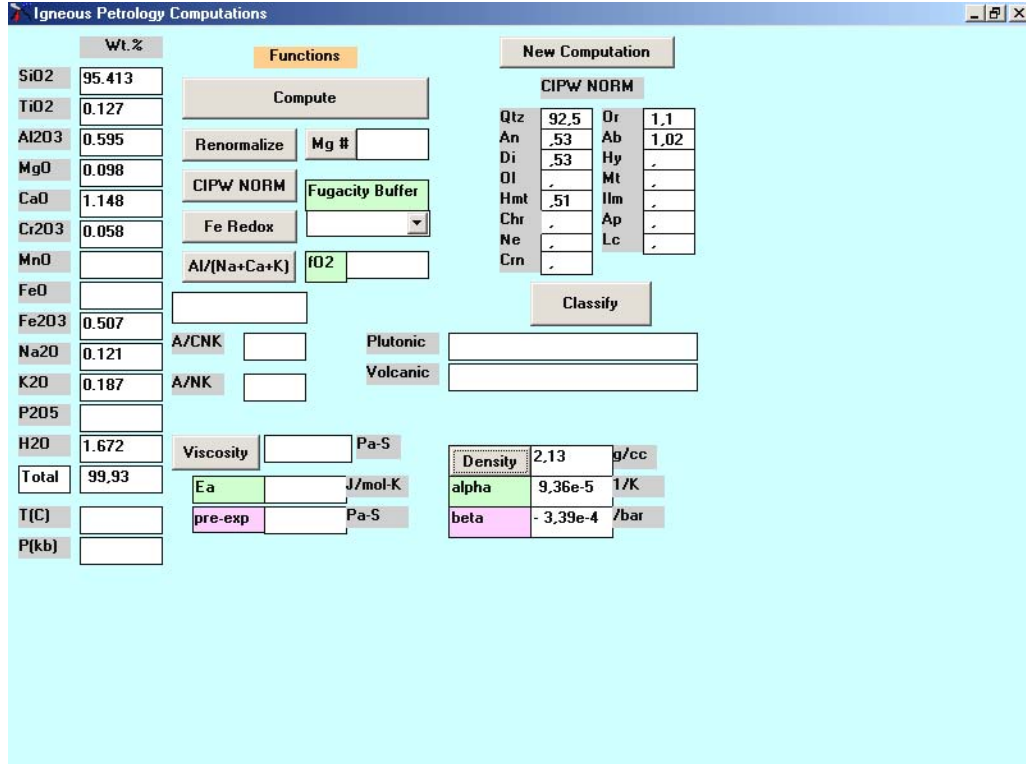 Igneous Petrology Computations
Wt.%
SiO2 95.413
TiO2 0.127
Al2O3 0.595
MgO 0.098
CaO 1.148
Cr2O3 0.058
MnO
FeO
Fe2O3 0.507
Na2O 0.121
K2O 0.187
P2O5
H2O 1.672
Total 99,93
T(C)
P(kb)
Functions
Compute
Renormalize Mg #
CIPW NORM Fugacity Buffer
Fe Redox
Al/(Na+Ca+K) fO2
A/CNK
A/NK
New Computation
CIPW NORM
Qtz 92,5 Or 1,1
An ,53 Ab 1,02
Di ,53 Hy ,
Ol , Mt ,
Hmt ,51 Ilm ,
Chr , Ap ,
Ne , Lc ,
Crn ,
Classify
Plutonic
Volcanic
Viscosity Pa-S
Ea J/mol-K
pre-exp Pa-S
Density 2,13 g/cc
alpha 9,36e-5 1/K
beta - 3,39e-4 /bar